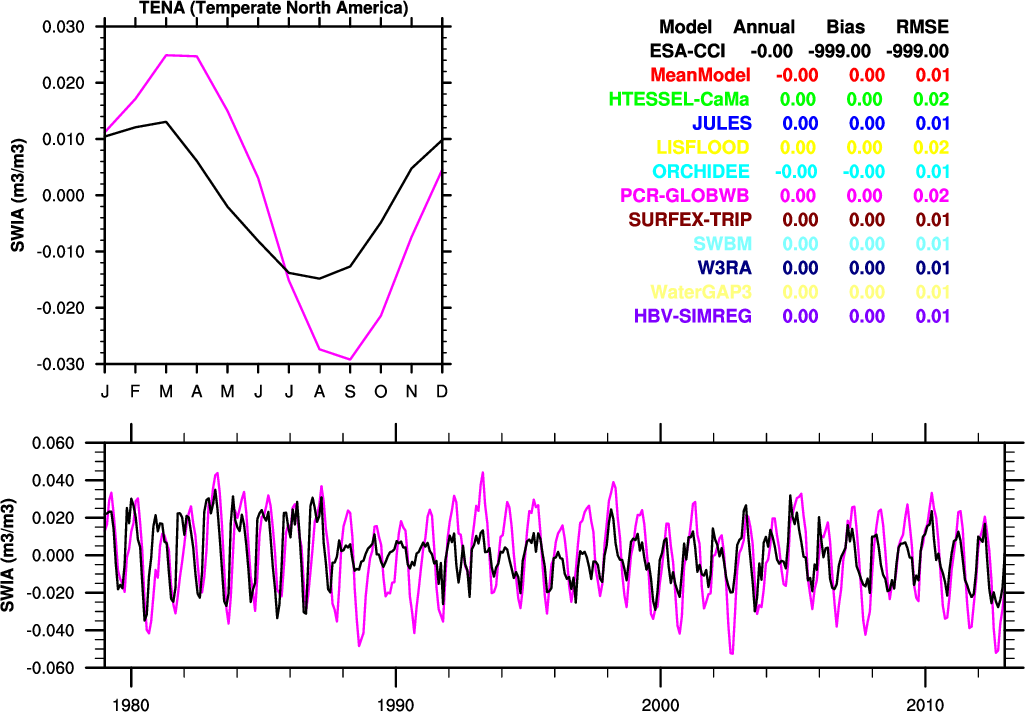 TENA (Temperate North America)
0.030
0.020
0.010
0.000
-0.010
-0.020
-0.030
SWIA (m3/m3)
J F M A M J J A S O N D
Model Annual Bias RMSE
ESA-CCI -0.00 -999.00 -999.00
MeanModel -0.00 0.00 0.01
HTESSEL-CaMa 0.00 0.00 0.02
JULES 0.00 0.00 0.01
LISFLOOD 0.00 0.00 0.02
ORCHIDEE -0.00 -0.00 0.01
PCR-GLOBWB 0.00 0.00 0.02
SURFEX-TRIP 0.00 0.00 0.01
SWBM 0.00 0.00 0.01
W3RA 0.00 0.00 0.01
WaterGAP3 0.00 0.00 0.01
HBV-SIMREG 0.00 0.00 0.01
0.060
0.040
0.020
0.000
-0.020
-0.040
-0.060
SWIA (m3/m3)
1980 1990 2000 2010